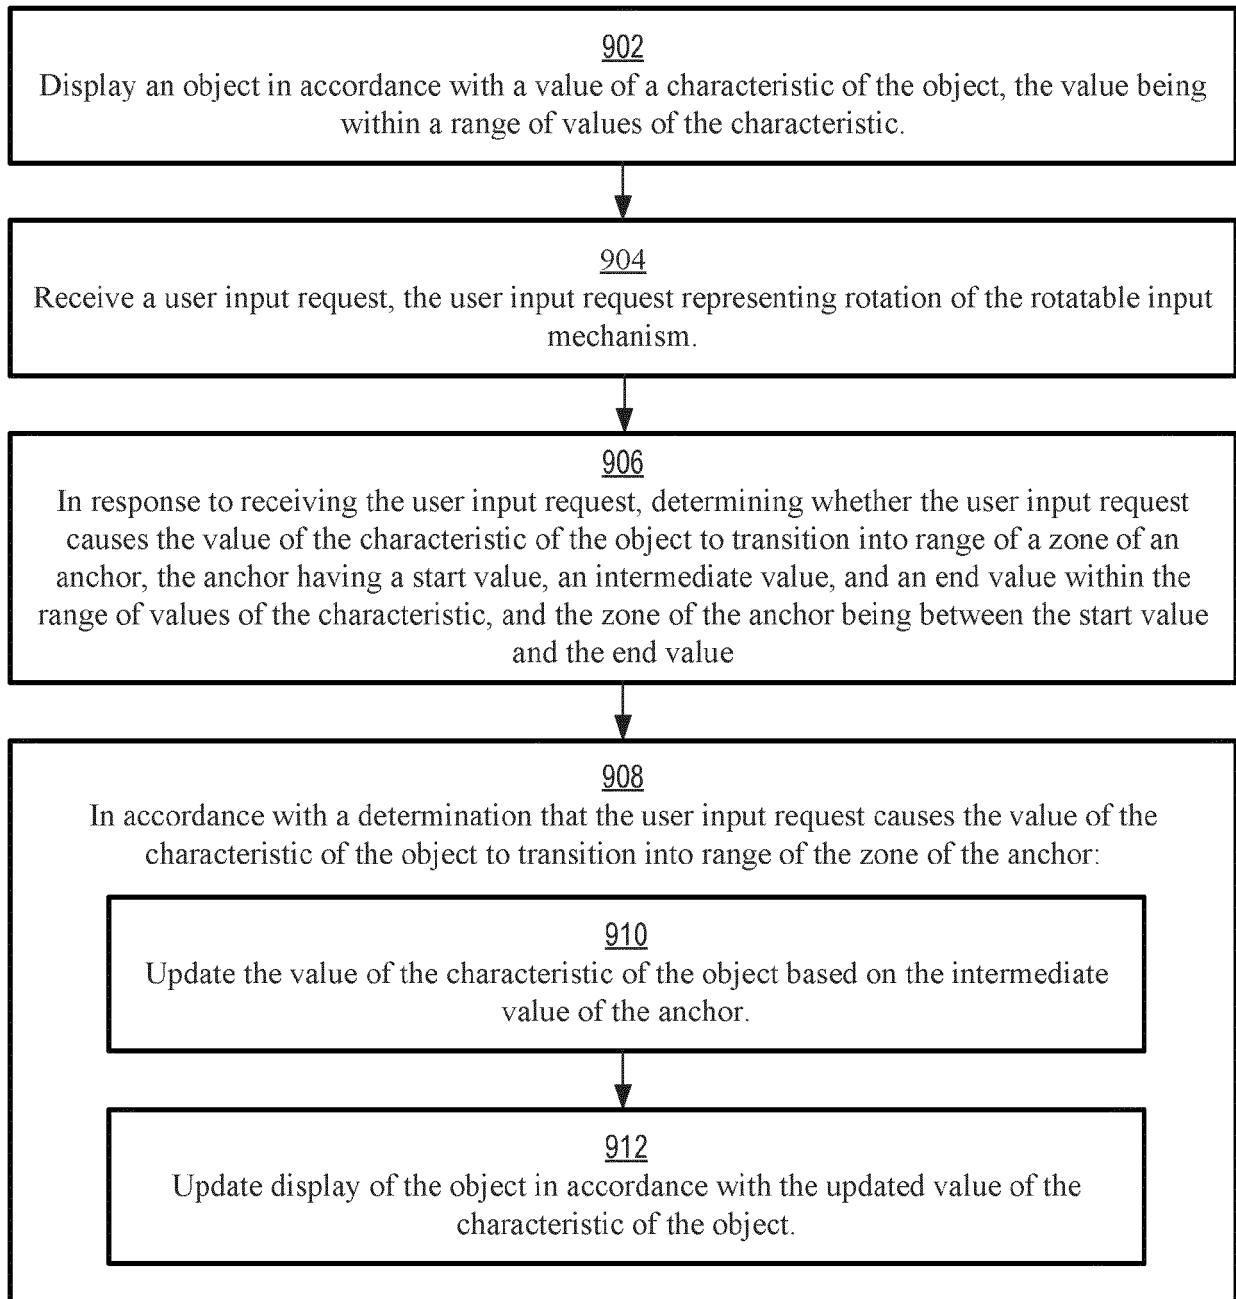 902
Display an object in accordance with a value of a characteristic of the object, the value being
within a range of values of the characteristic.
904
Receive a user input request, the user input request representing rotation of the rotatable input
mechanism.
906
In response to receiving the user input request, determining whether the user input request
causes the value of the characteristic of the object to transition into range of a zone of an
anchor, the anchor having a start value, an intermediate value, and an end value within the
range of values of the characteristic, and the zone of the anchor being between the start value
and the end value
908
In accordance with a determination that the user input request causes the value of the
characteristic of the object to transition into range of the zone of the anchor:
910
Update the value of the characteristic of the object based on the intermediate
value of the anchor.
912
Update display of the object in accordance with the updated value of the
characteristic of the object.